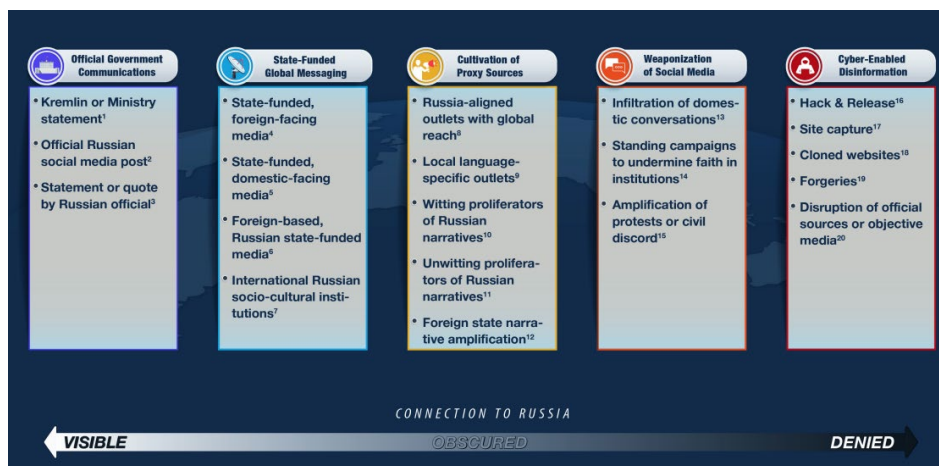 Official Government
Communications
• Kremlin or Ministry
statement¹
• Official Russian
social media post²
• Statement or quote
by Russian official³
State-Funded
Global Messaging
• State-funded,
foreign-facing
media⁴
• State-funded,
domestic-facing
media⁵
• Foreign-based,
Russian state-funded
media⁶
• International Russian
socio-cultural insti-
tutions⁷
Cultivation of
Proxy Sources
• Russia-aligned
outlets with global
reach⁸
• Local language-
specific outlets⁹
• Witting proliferators
of Russian
narratives¹⁰
• Unwitting prolifera-
tors of Russian
narratives¹¹
• Foreign state narra-
tive amplification¹²
Weaponization
of Social Media
• Infiltration of domes-
tic conversations¹³
• Standing campaigns
to undermine faith in
institutions¹⁴
• Amplification of
protests or civil
discord¹⁵
Cyber-Enabled
Disinformation
• Hack & Release¹⁶
• Site capture¹⁷
• Cloned websites¹⁸
• Forgeries¹⁹
• Disruption of official
sources or objective
media²⁰
CONNECTION TO RUSSIA
VISIBLE
OBSCURED
DENIED